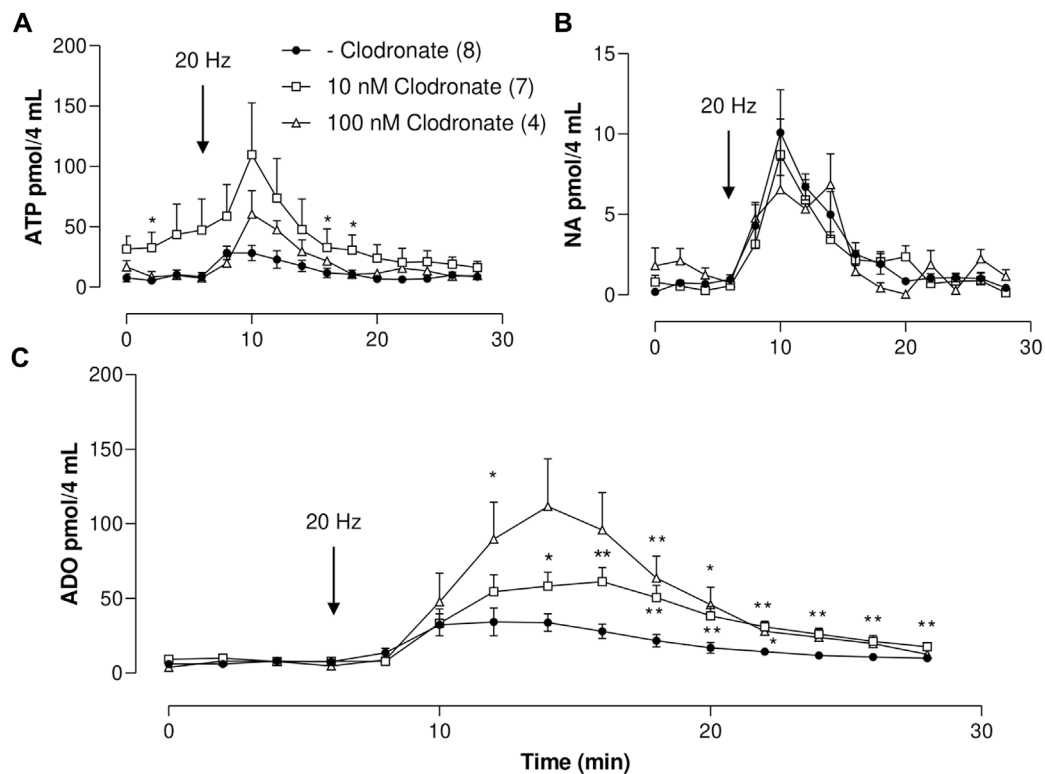 A
200
150
100
50
0
ATP pmol/4 mL
20 Hz
- Clodronate (8)
10 nM Clodronate (7)
100 nM Clodronate (4)
*
* *
0 10 20 30
B
15
10
5
0
NA pmol/4 mL
20 Hz
0 10 20 30
C
200
150
100
50
0
ADO pmol/4 mL
20 Hz
*
**
* ** *
** ** ** **
** ** *
0 10 20 30
Time (min)